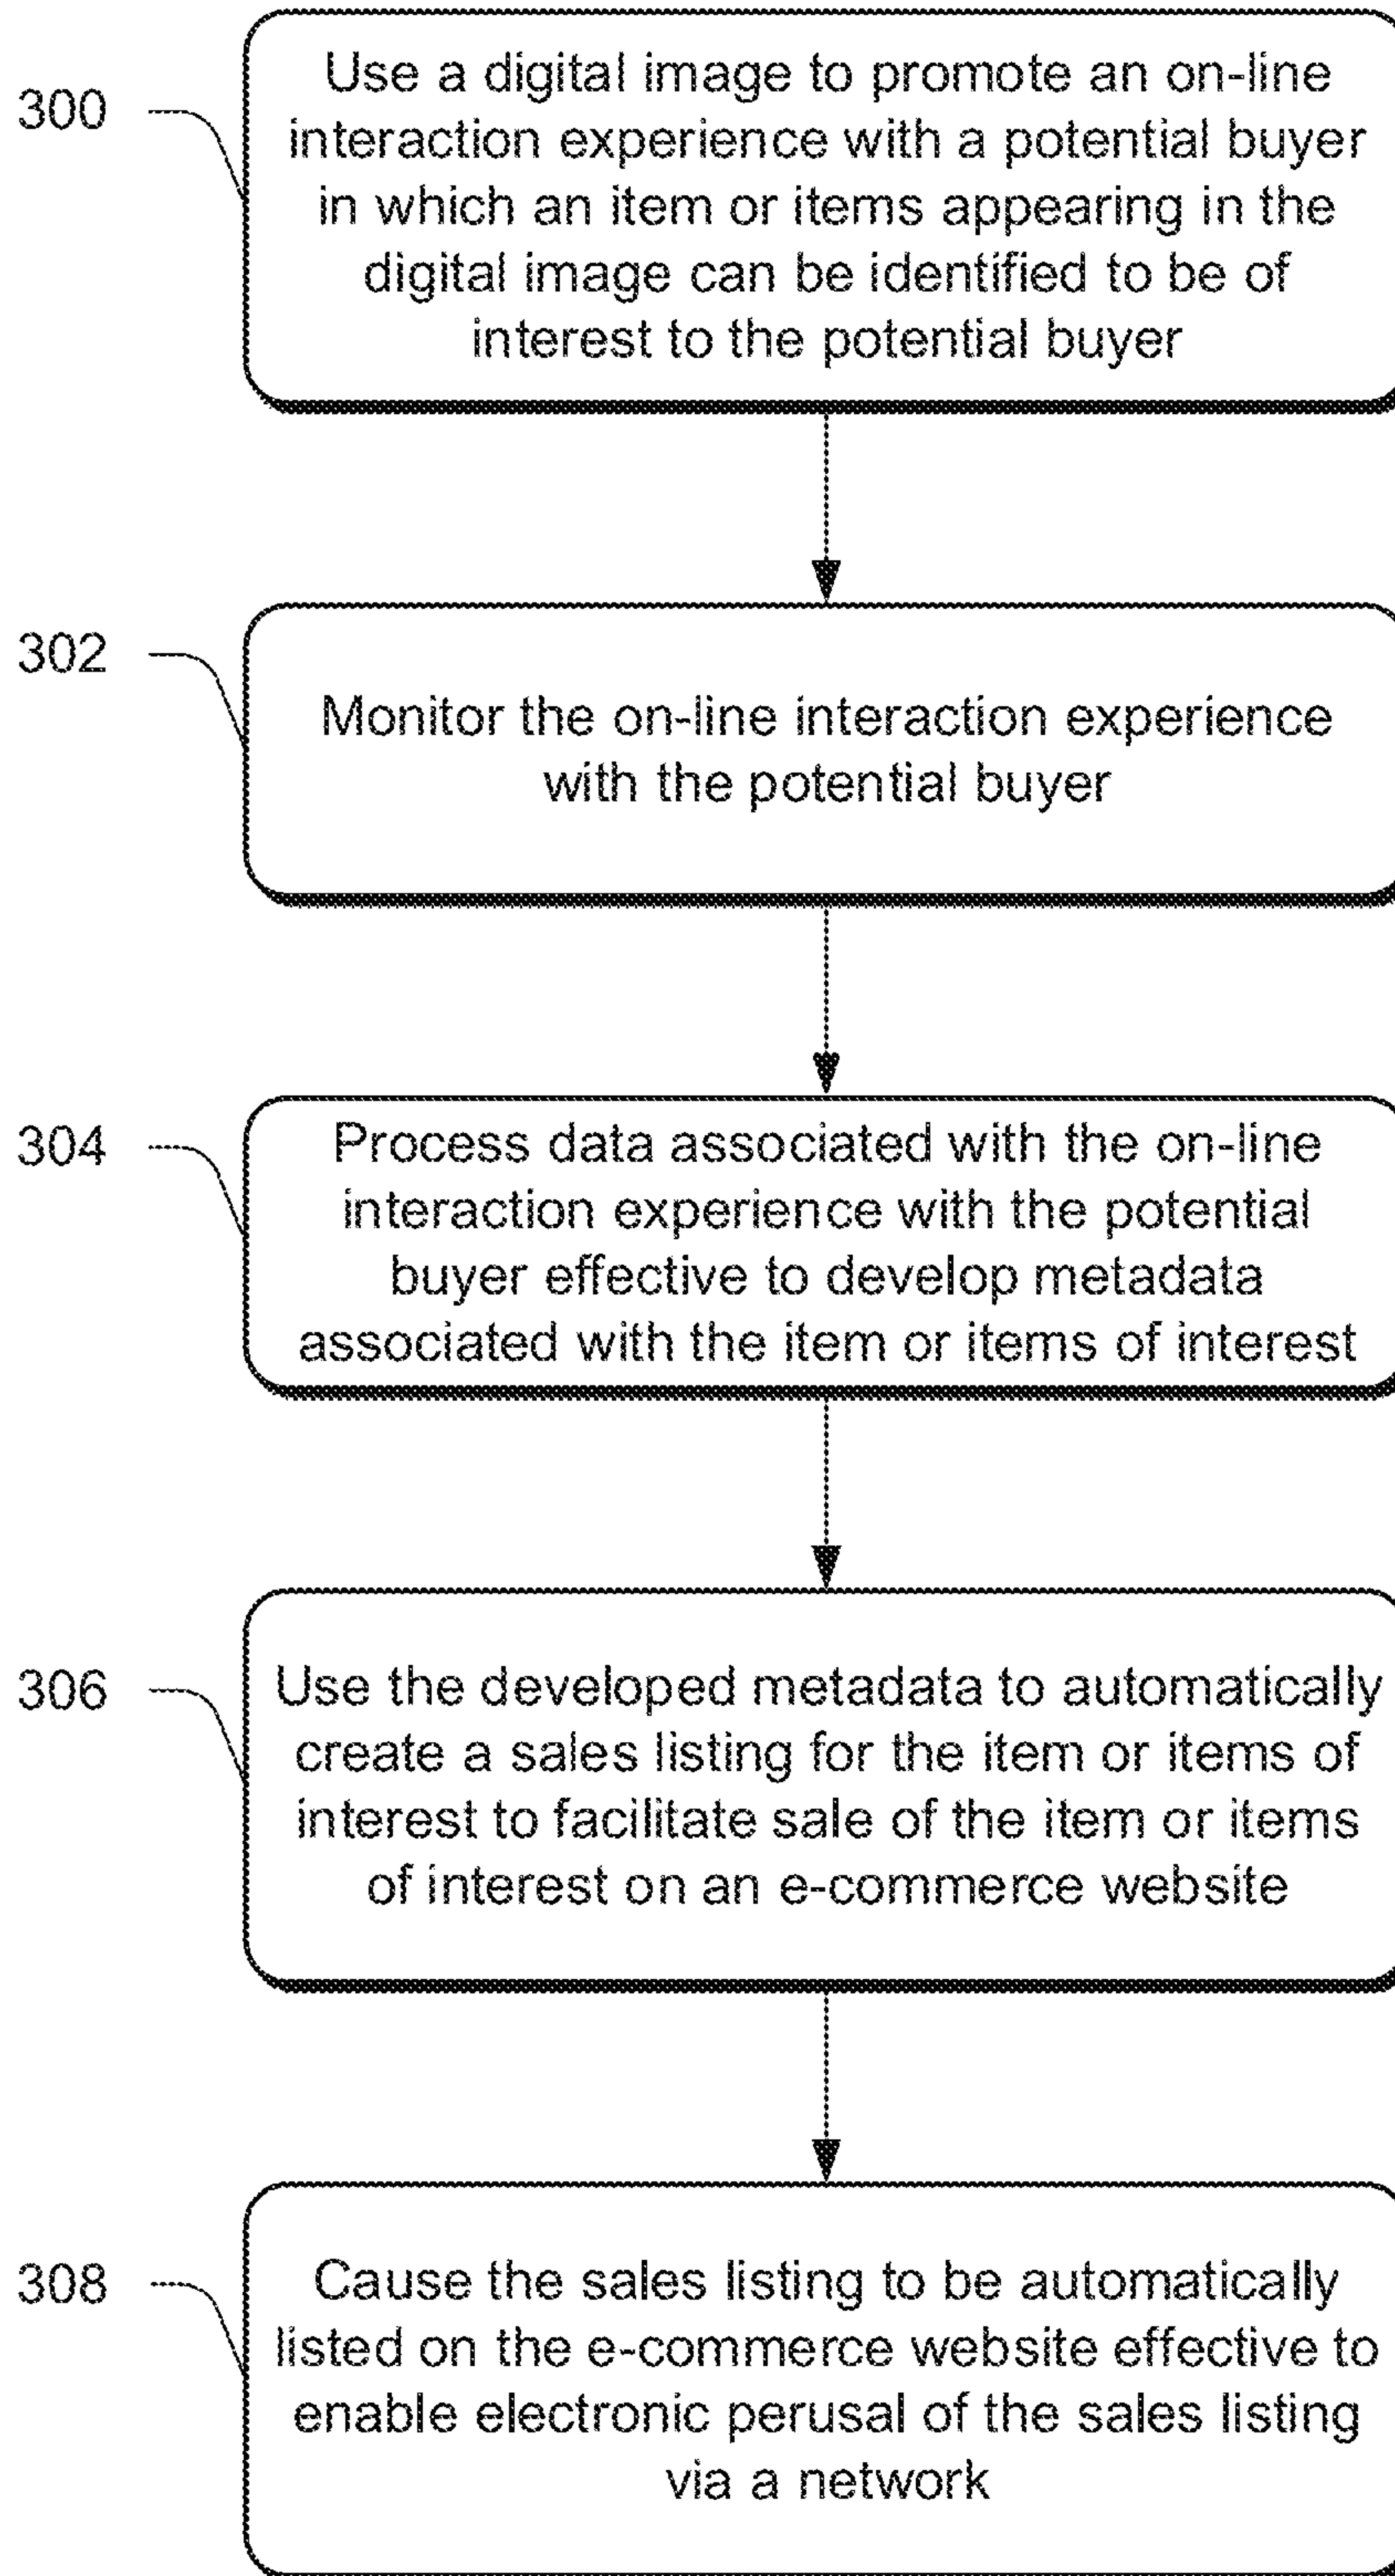 300
Use a digital image to promote an on-line
interaction experience with a potential buyer
in which an item or items appearing in the
digital image can be identified to be of
interest to the potential buyer
302
Monitor the on-line interaction experience
with the potential buyer
304
Process data associated with the on-line
interaction experience with the potential
buyer effective to develop metadata
associated with the item or items of interest
306
Use the developed metadata to automatically
create a sales listing for the item or items of
interest to facilitate sale of the item or items
of interest on an e-commerce website
308
Cause the sales listing to be automatically
listed on the e-commerce website effective to
enable electronic perusal of the sales listing
via a network